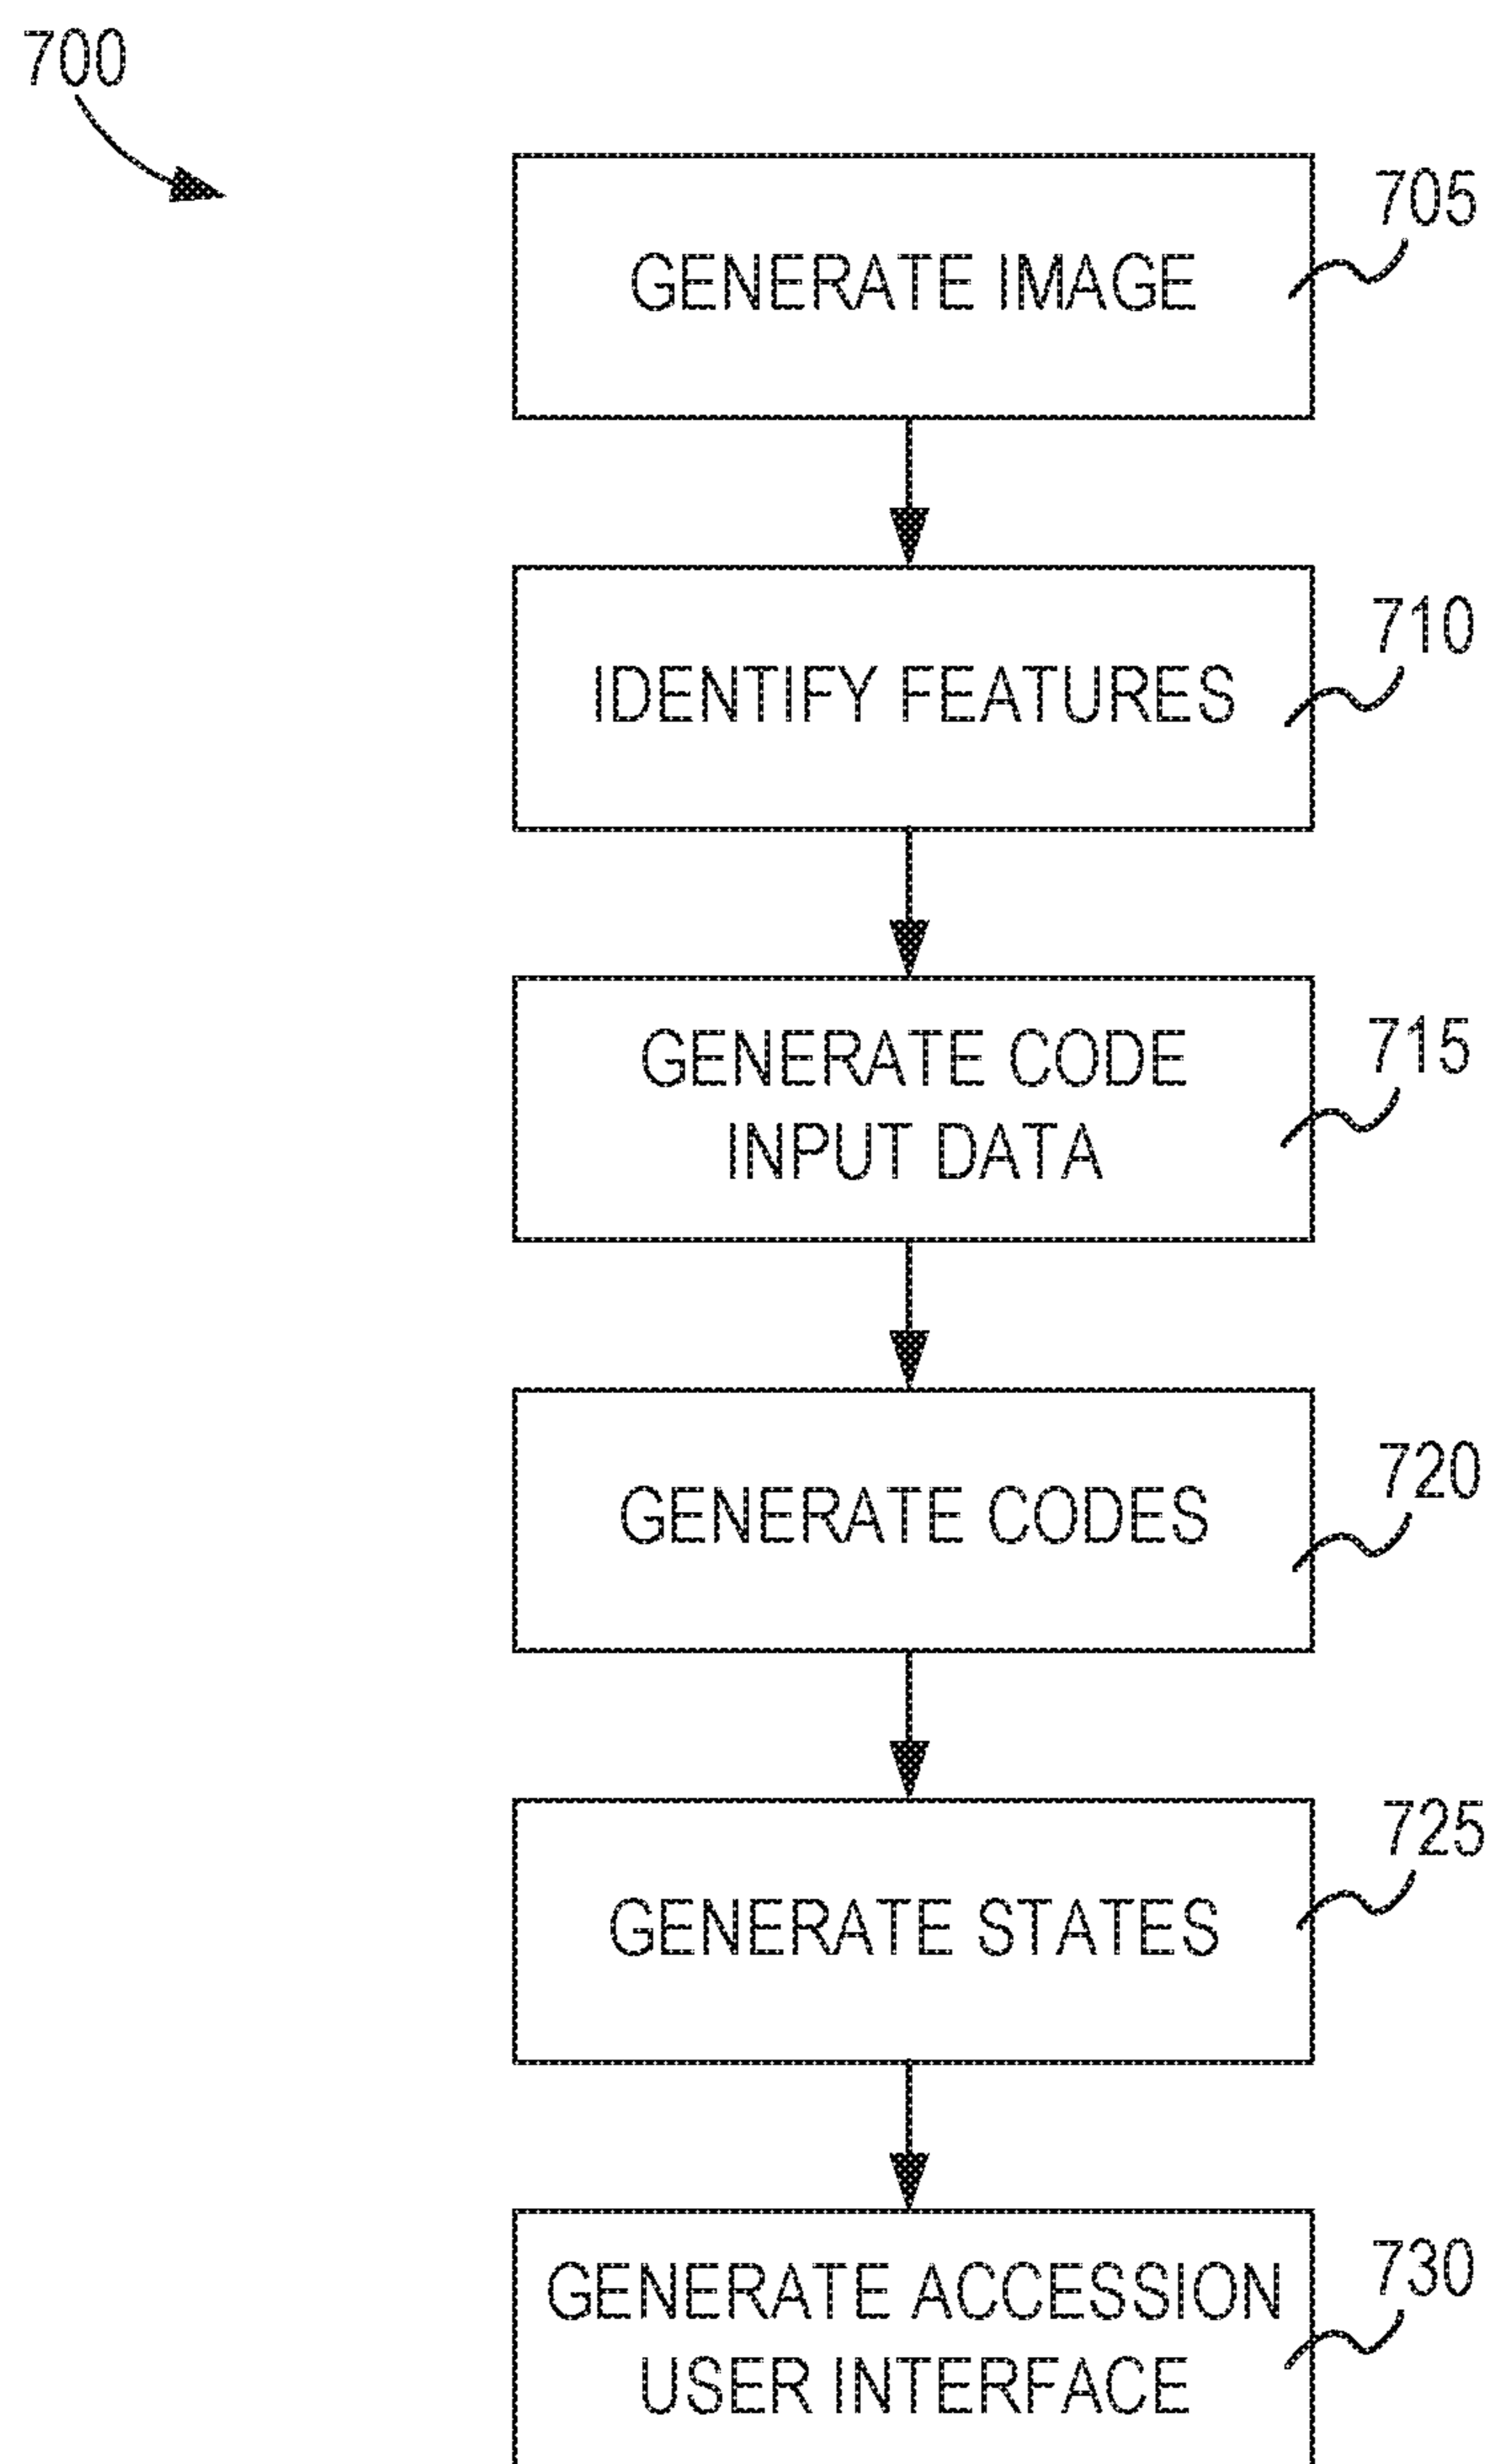 700
705
GENERATE IMAGE
710
IDENTIFY FEATURES
715
GENERATE CODE
INPUT DATA
720
GENERATE CODES
725
GENERATE STATES
730
GENERATE ACCESSION
USER INTERFACE